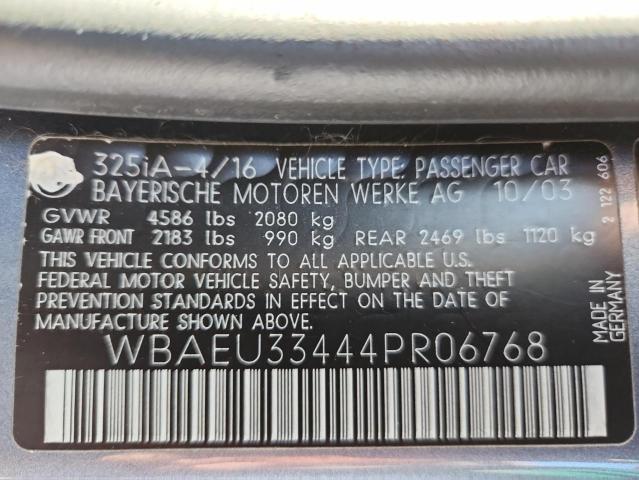 325iA-4/16 VEHICLE TYPE: PASSENGER CAR
BAYERISCHE MOTOREN WERKE AG 10/03
GVWR 4586 lbs 2080 kg
GAWR FRONT 2183 lbs 990 kg REAR 2469 lbs 1120 kg
THIS VEHICLE CONFORMS TO ALL APPLICABLE U.S.
FEDERAL MOTOR VEHICLE SAFETY, BUMPER AND THEFT
PREVENTION STANDARDS IN EFFECT ON THE DATE OF
MANUFACTURE SHOWN ABOVE.
WBAEU33444PR06768
2 122 606
MADE IN
GERMANY